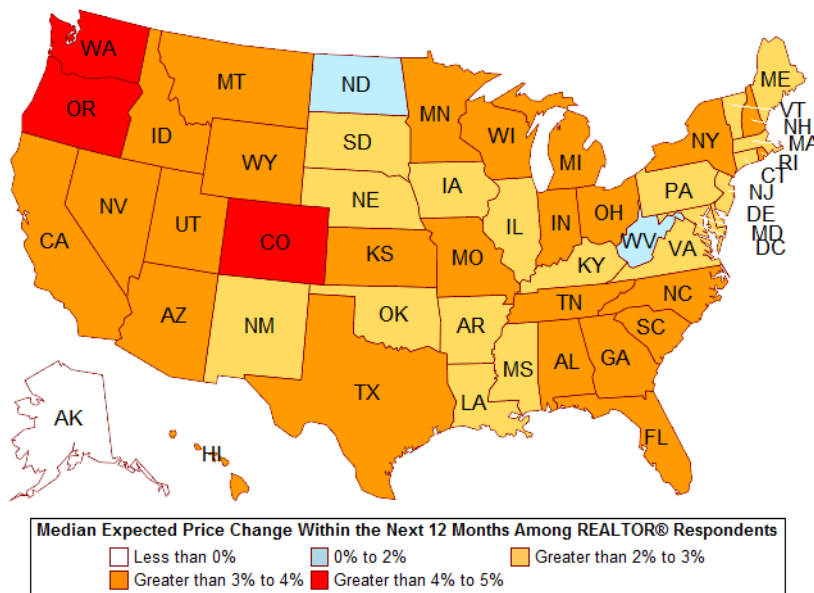 WA
MT
ND
ME
OR
MN
VT
ID
SD
WI
NY
NH
WY
MI
MA
RI
CT
NE
IA
PA
NJ
NV
IL
IN
OH
DE
UT
CO
WV
MD
CA
KS
MO
VA
DC
KY
AZ
NM
OK
TN
NC
AR
SC
MS
AL
GA
TX
LA
AK
FL
HI
Median Expected Price Change Within the Next 12 Months Among REALTOR® Respondents
Less than 0% 0% to 2% Greater than 2% to 3%
Greater than 3% to 4% Greater than 4% to 5%